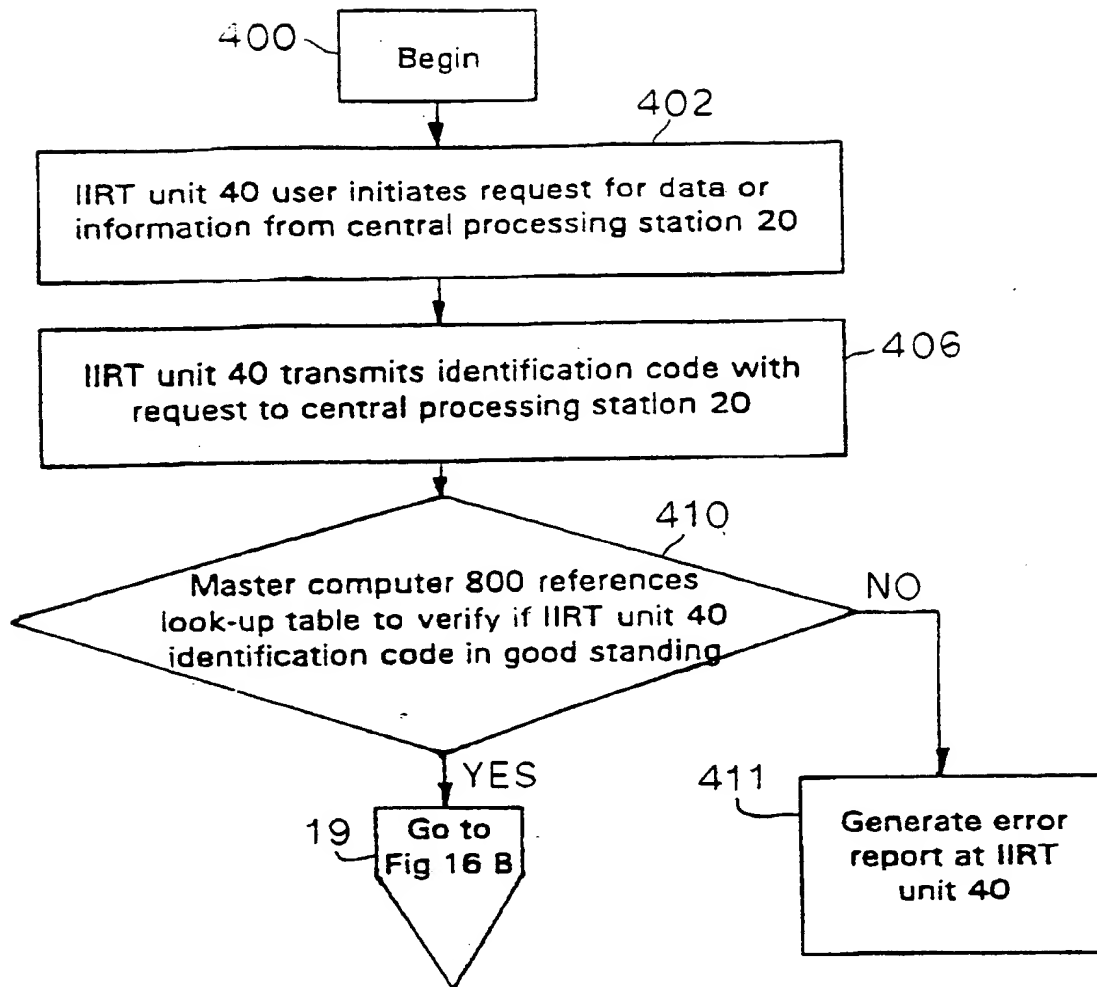 400
Begin
402
IIRT unit 40 user initiates request for data or
information from central processing station 20
406
IIRT unit 40 transmits identification code with
request to central processing station 20
410
Master computer 800 references
look-up table to verify if IIRT unit 40
identification code in good standing
NO
YES
19
Go to
Fig 16 B
411
Generate error
report at IIRT
unit 40